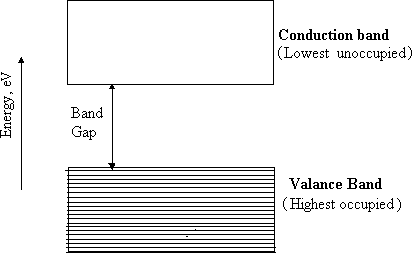 Conduction band
(Lowest unoccupied)
Energy, eV
Band
Gap
Valance Band
(Highest occupied)